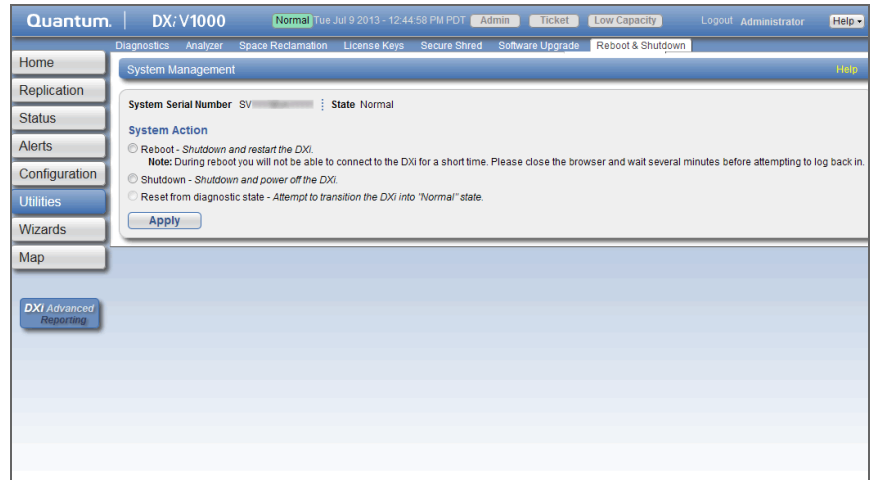 Quantum. DXi V1000 Normal Tue Jul 9 2013 - 12:44:58 PM PDT Admin Ticket Low Capacity Logout Administrator Help
Diagnostics Analyzer Space Reclamation License Keys Secure Shred Software Upgrade Reboot & Shutdown
Home
System Management Help
Replication
System Serial Number SV State Normal
Status
System Action
Alerts
Reboot - Shutdown and restart the DXi.
Note: During reboot you will not be able to connect to the DXi for a short time. Please close the browser and wait several minutes before attempting to log back in.
Configuration
Shutdown - Shutdown and power off the DXi.
Utilities
Reset from diagnostic state - Attempt to transition the DXi into "Normal" state.
Apply
Wizards
Map
DXi Advanced
Reporting